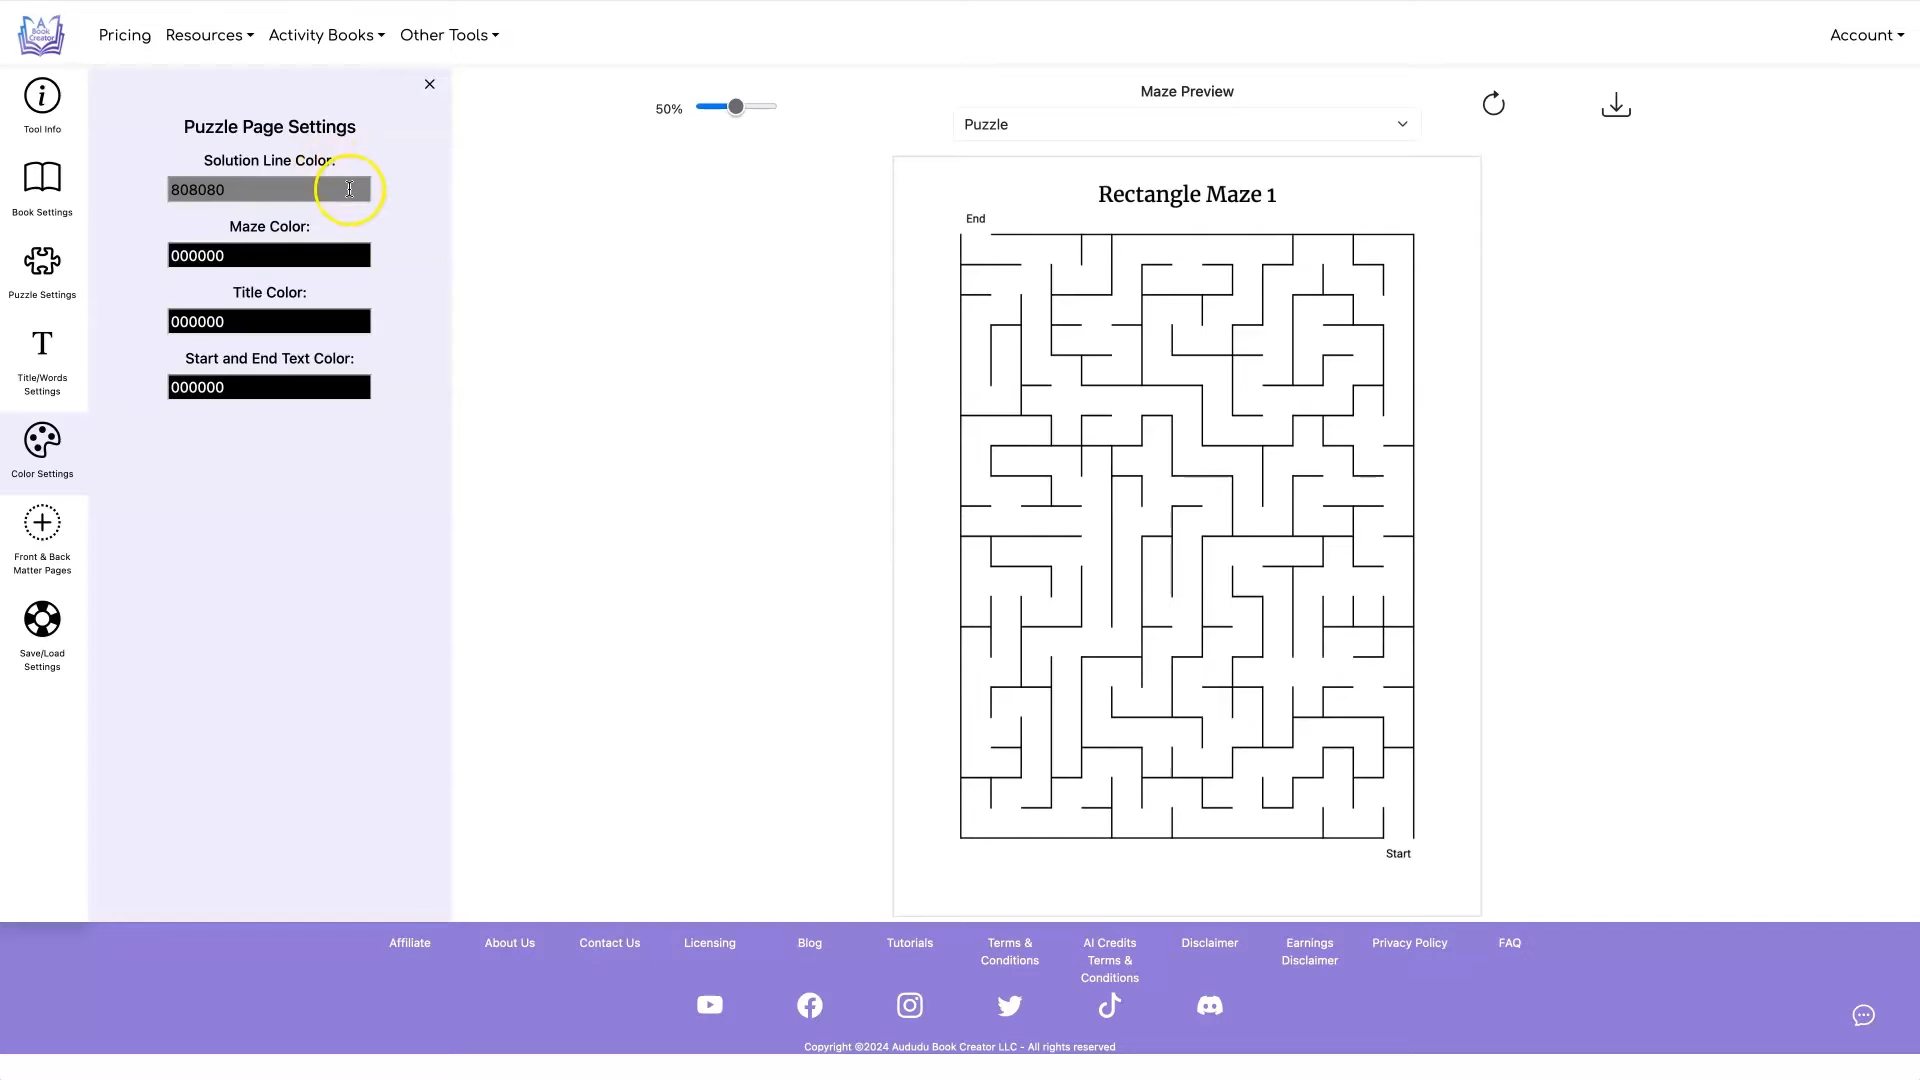 A
Book
Creator
Pricing
Resources
Activity Books
Other Tools
Account
Tool Info
Book Settings
Puzzle Settings
T
Title/Words
Settings
Color Settings
Front & Back
Matter Pages
Save/Load
Settings
Puzzle Page Settings
Solution Line Color:
808080
Maze Color:
000000
Title Color:
000000
Start and End Text Color:
000000
50%
Maze Preview
Puzzle
Rectangle Maze 1
End
Start
Affiliate
About Us
Contact Us
Licensing
Blog
Tutorials
Terms &
Conditions
AI Credits
Terms &
Conditions
Disclaimer
Earnings
Disclaimer
Privacy Policy
FAQ
Copyright ©2024 Aududu Book Creator LLC - All rights reserved